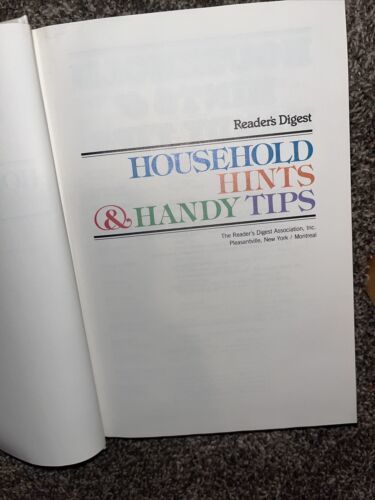 Reader's Digest
HOUSEHOLD
HINTS
& HANDY TIPS
The Reader's Digest Association, Inc.
Pleasantville, New York / Montreal